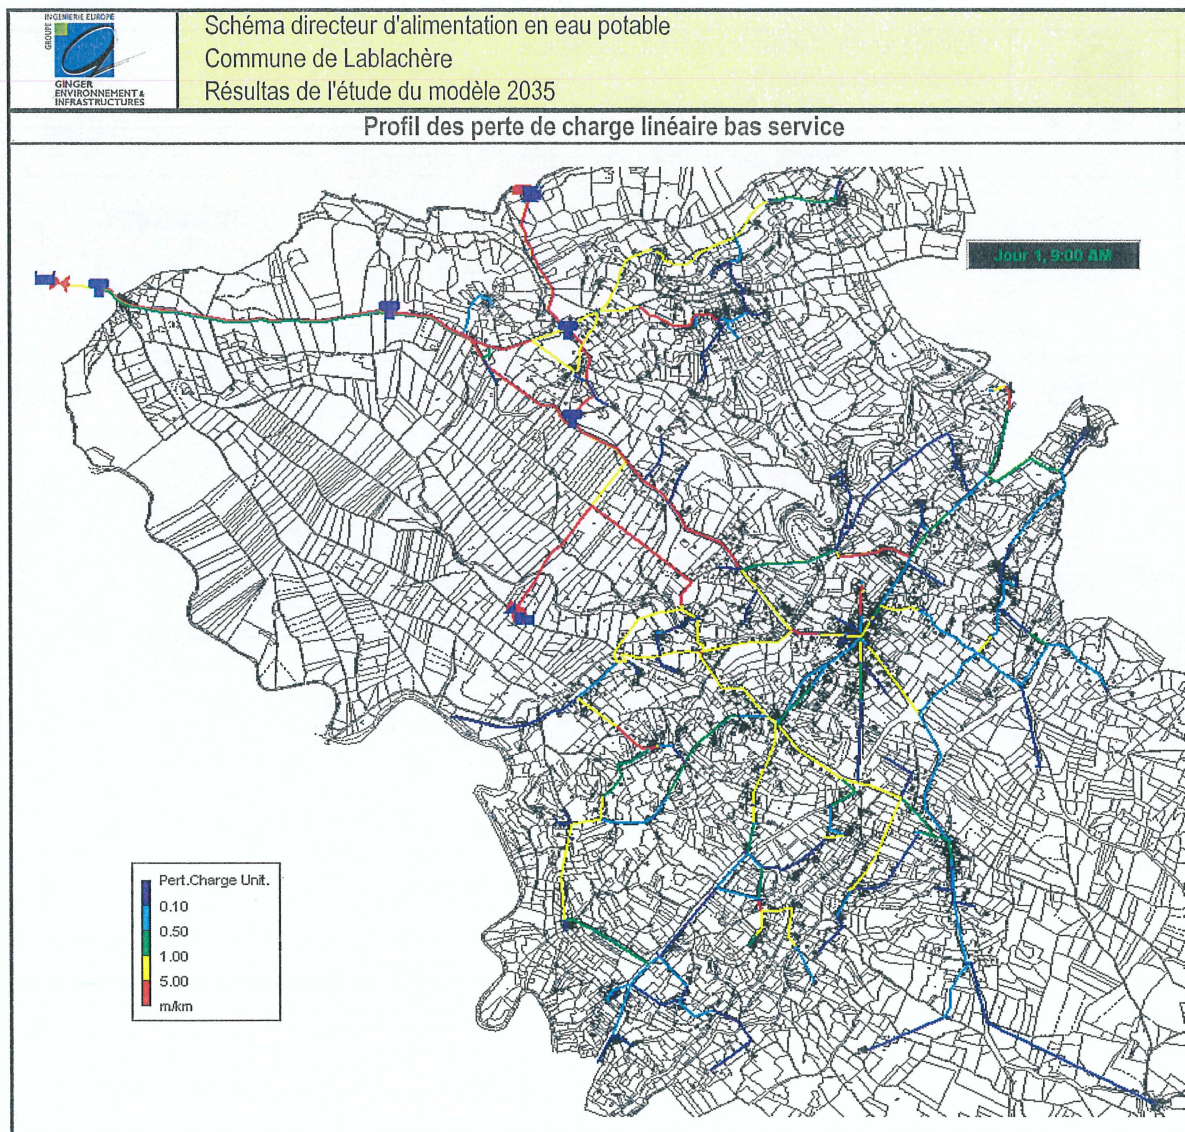 GROUPE
INGENIERIE EUROPE
GINGER
ENVIRONNEMENT &
INFRASTRUCTURES
Schéma directeur d'alimentation en eau potable
Commune de Lablachère
Résultas de l'étude du modèle 2035
Profil des perte de charge linéaire bas service
Jour 1, 9:00 AM
Pert.Charge Unit.
0.10
0.50
1.00
5.00
m/km